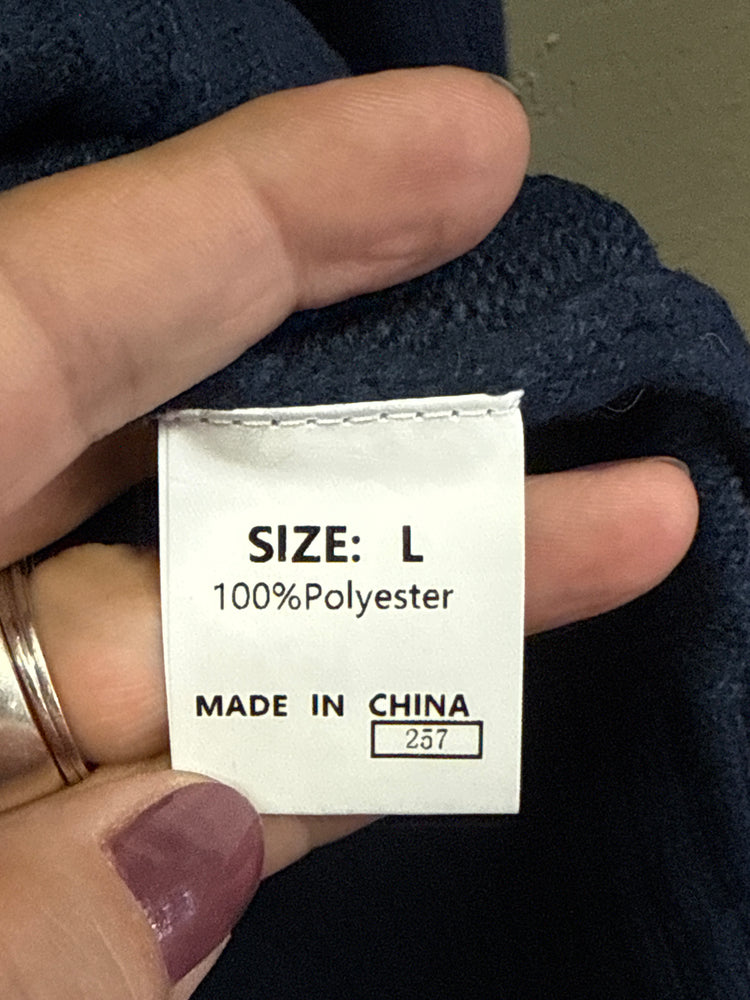 SIZE: L
100%Polyester
MADE IN CHINA
257